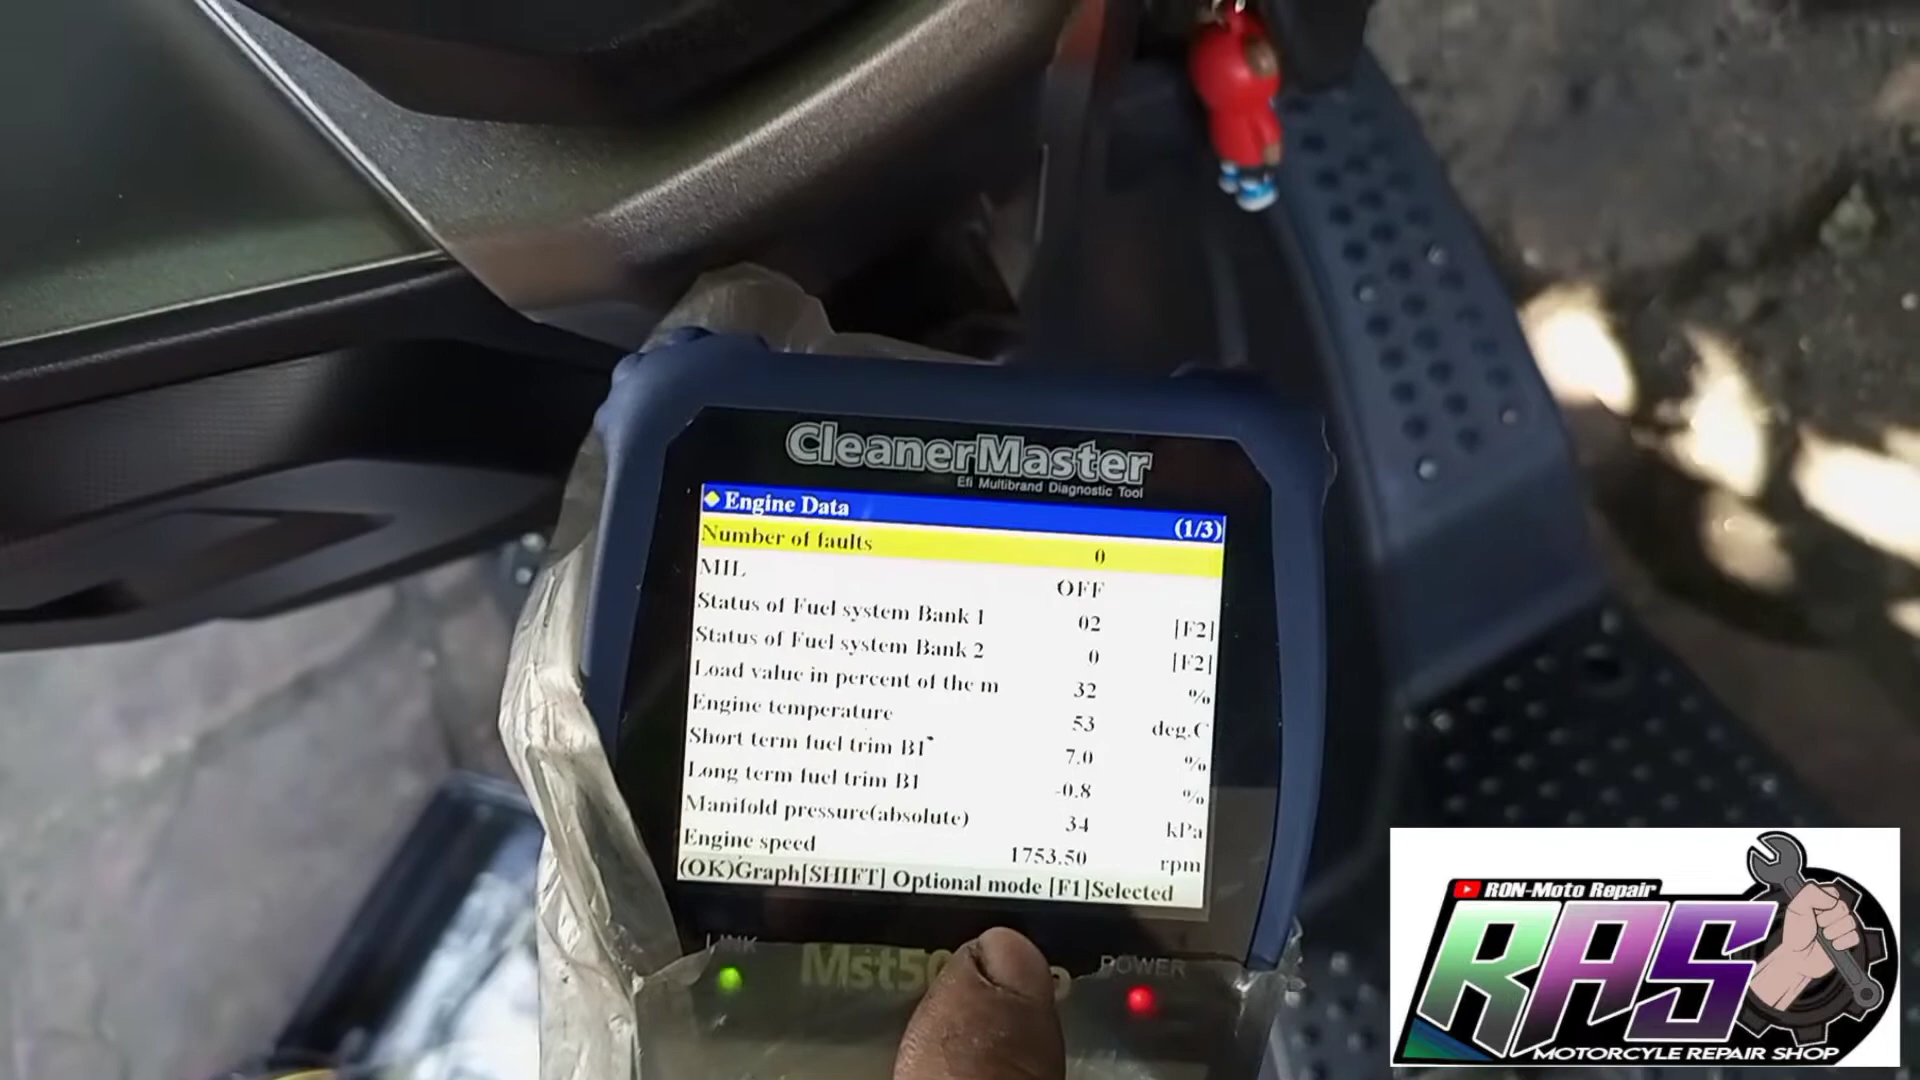 CleanerMaster
Efi Multibrand Diagnostic Tool
Engine Data (1/3)
Number of faults 0
MIL OFF
Status of Fuel system Bank 1 02 [F2]
Status of Fuel system Bank 2 0 [F2]
Load value in percent of the m 32 %
Engine temperature 53 deg.C
Short term fuel trim B1 7.0 %
Long term fuel trim B1 -0.8 %
Manifold pressure(absolute) 34 kPa
Engine speed 1753.50 rpm
(OK)Graph[SHIFT] Optional mode [F1]Selected
LINK
POWER
RON-Moto Repair
RAS
MOTORCYLE REPAIR SHOP